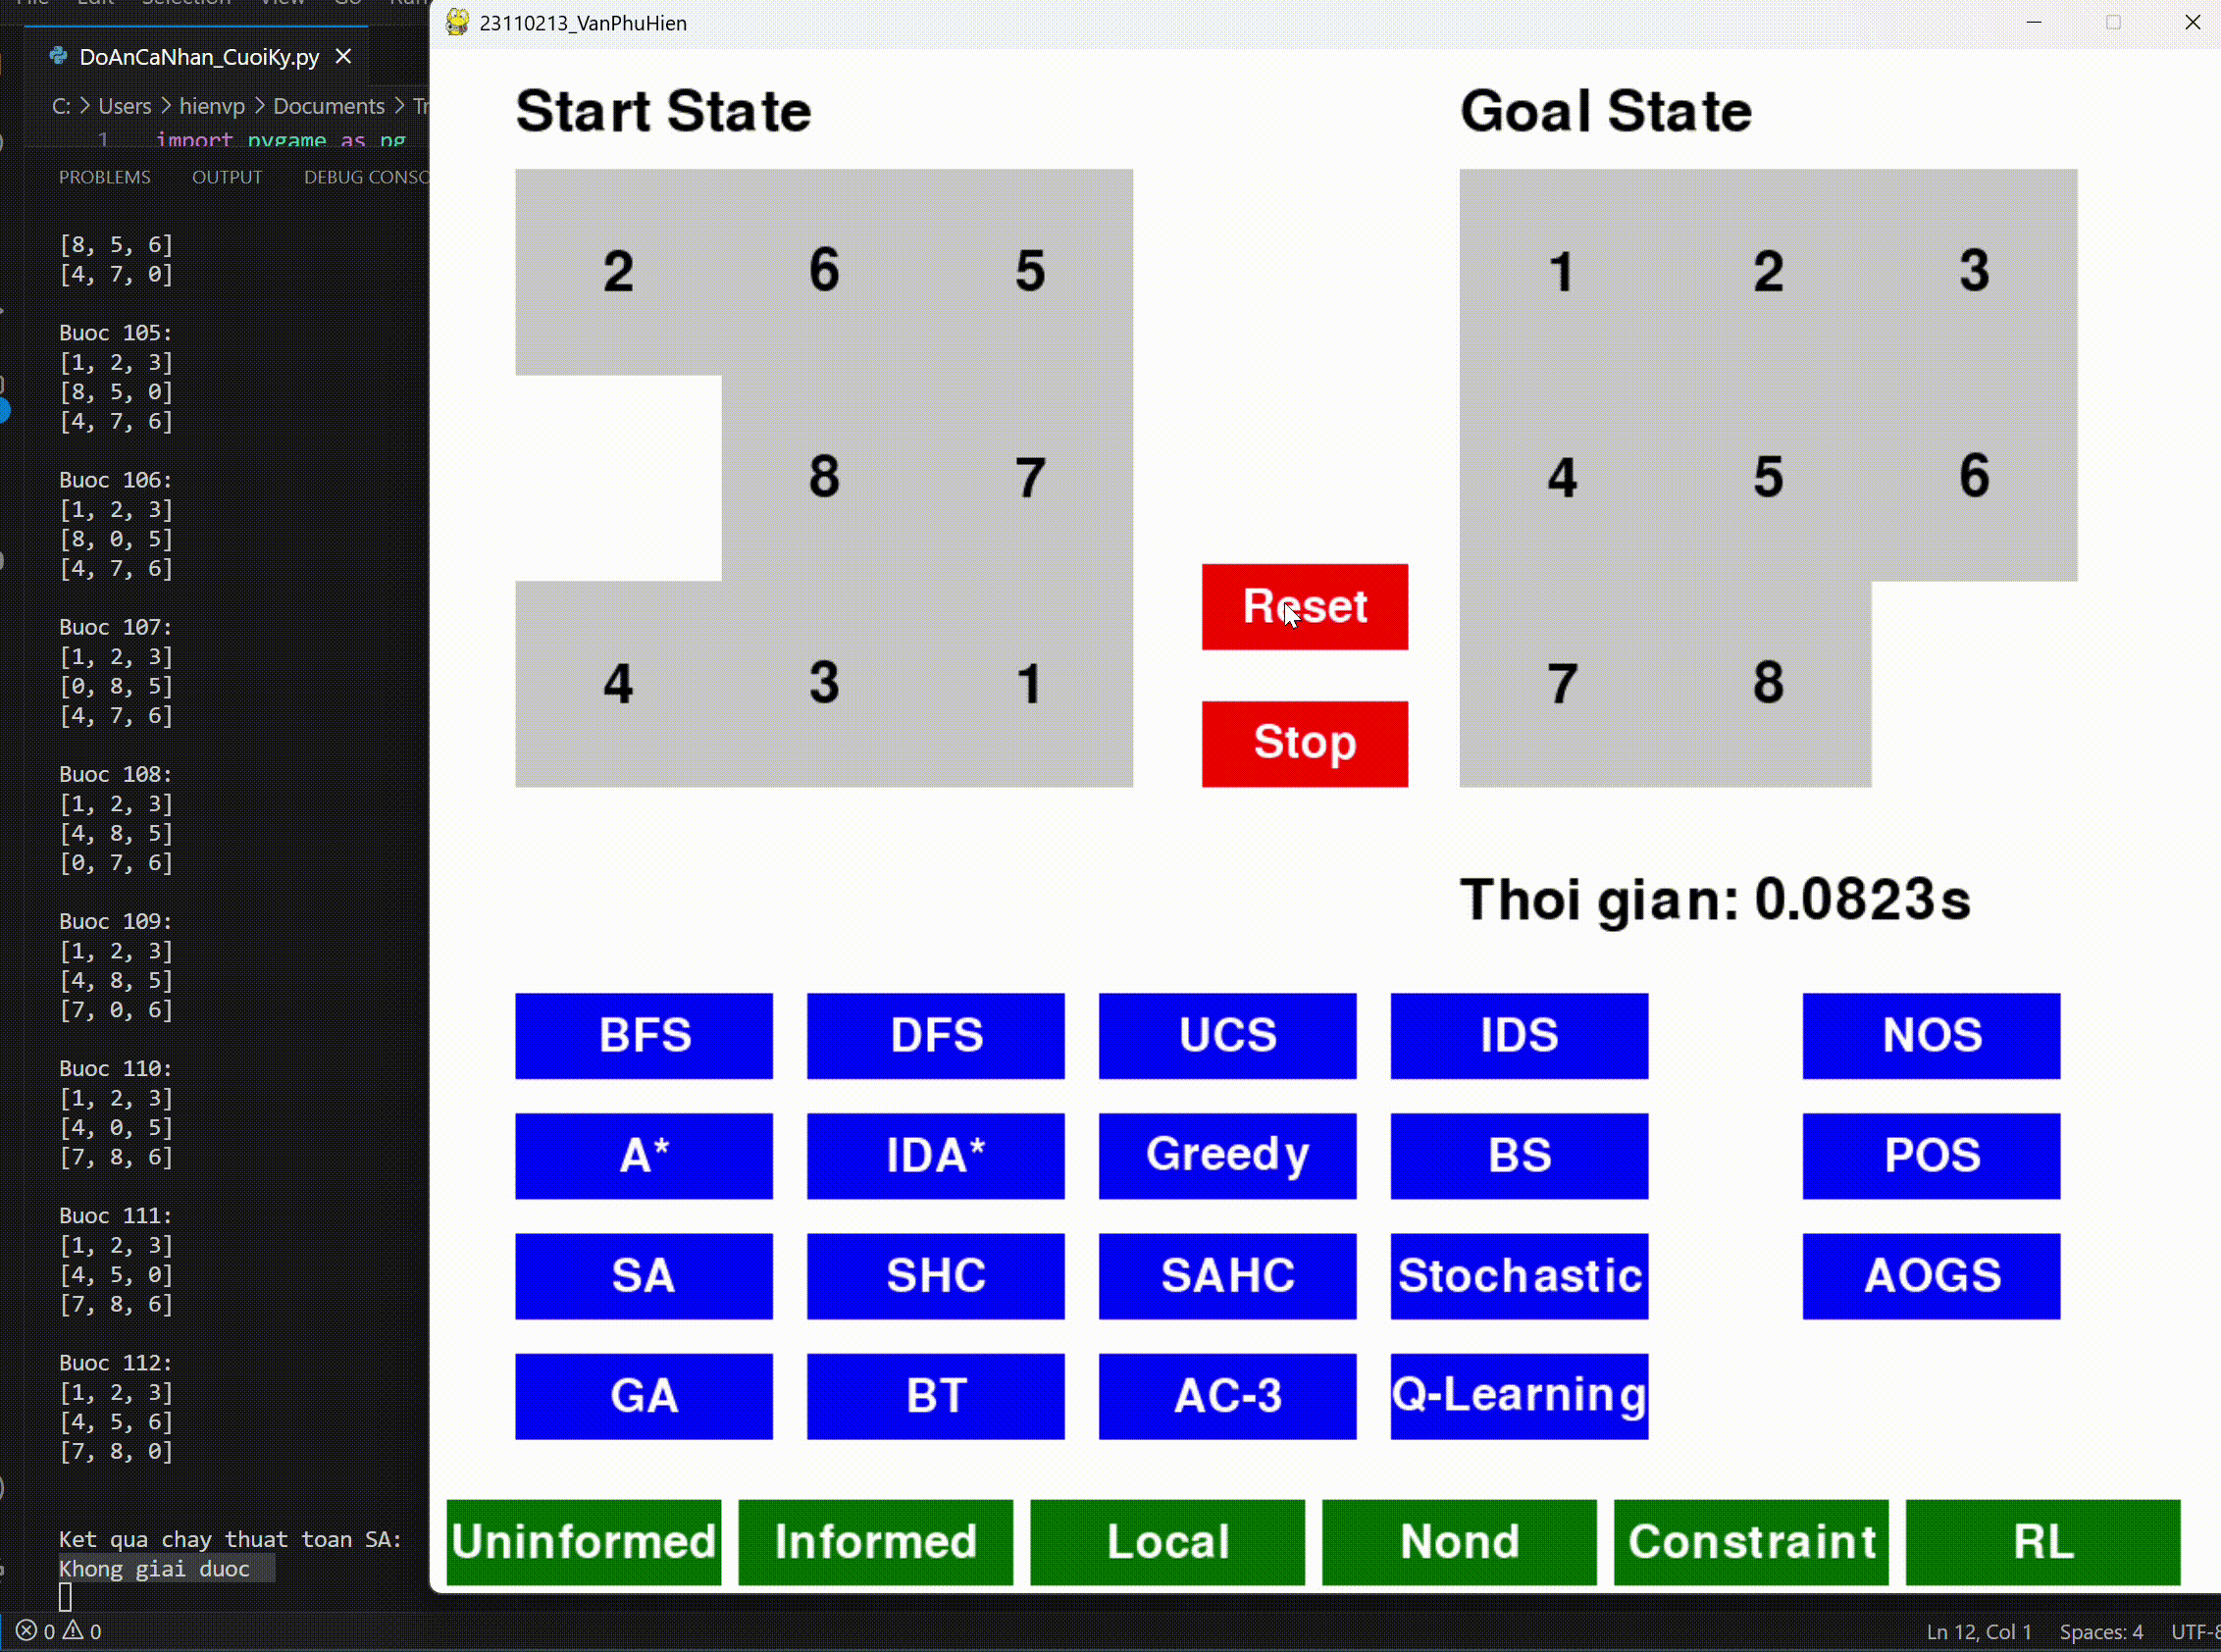 File Edit Selection View Go Run
DoAnCaNhan_CuoiKy.py
C: > Users > hienvp > Documents > Tr
1 import pygame as pg
PROBLEMS OUTPUT DEBUG CONSO
[8, 5, 6]
[4, 7, 0]
Buoc 105:
[1, 2, 3]
[8, 5, 0]
[4, 7, 6]
Buoc 106:
[1, 2, 3]
[8, 0, 5]
[4, 7, 6]
Buoc 107:
[1, 2, 3]
[0, 8, 5]
[4, 7, 6]
Buoc 108:
[1, 2, 3]
[4, 8, 5]
[0, 7, 6]
Buoc 109:
[1, 2, 3]
[4, 8, 5]
[7, 0, 6]
Buoc 110:
[1, 2, 3]
[4, 0, 5]
[7, 8, 6]
Buoc 111:
[1, 2, 3]
[4, 5, 0]
[7, 8, 6]
Buoc 112:
[1, 2, 3]
[4, 5, 6]
[7, 8, 0]
Ket qua chay thuat toan SA:
Khong giai duoc
23110213_VanPhuHien
Start State
2 6 5
8 7
4 3 1
Reset
Stop
Goal State
1 2 3
4 5 6
7 8
Thoi gian: 0.0823s
BFS DFS UCS IDS NOS
A* IDA* Greedy BS POS
SA SHC SAHC Stochastic AOGS
GA BT AC-3 Q-Learning
Uninformed Informed Local Nond Constraint RL
0 0
Ln 12, Col 1 Spaces: 4 UTF-8